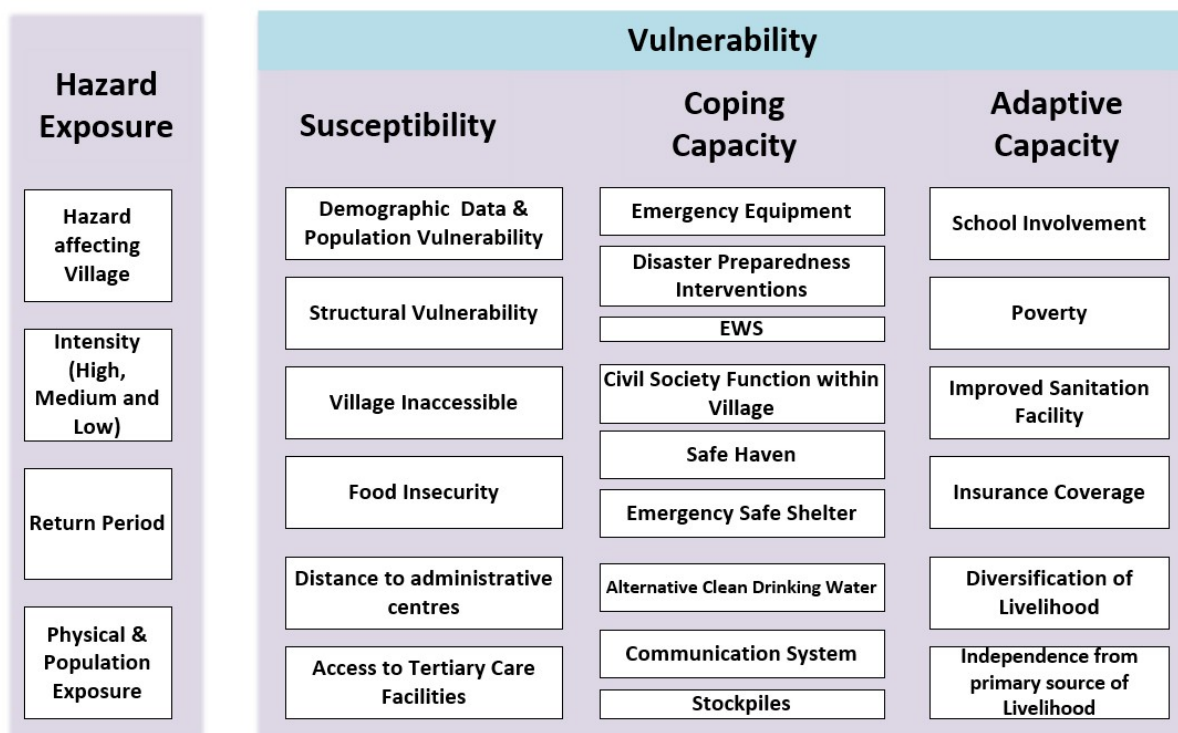 Hazard
Exposure
Hazard
affecting
Village
Intensity
(High,
Medium and
Low)
Return Period
Physical &
Population
Exposure
Vulnerability
Susceptibility
Demographic Data &
Population Vulnerability
Structural Vulnerability
Village Inaccessible
Food Insecurity
Distance to administrative
centres
Access to Tertiary Care
Facilities
Coping
Capacity
Emergency Equipment
Disaster Preparedness
Interventions
EWS
Civil Society Function within
Village
Safe Haven
Emergency Safe Shelter
Alternative Clean Drinking Water
Communication System
Stockpiles
Adaptive
Capacity
School Involvement
Poverty
Improved Sanitation
Facility
Insurance Coverage
Diversification of
Livelihood
Independence from
primary source of
Livelihood